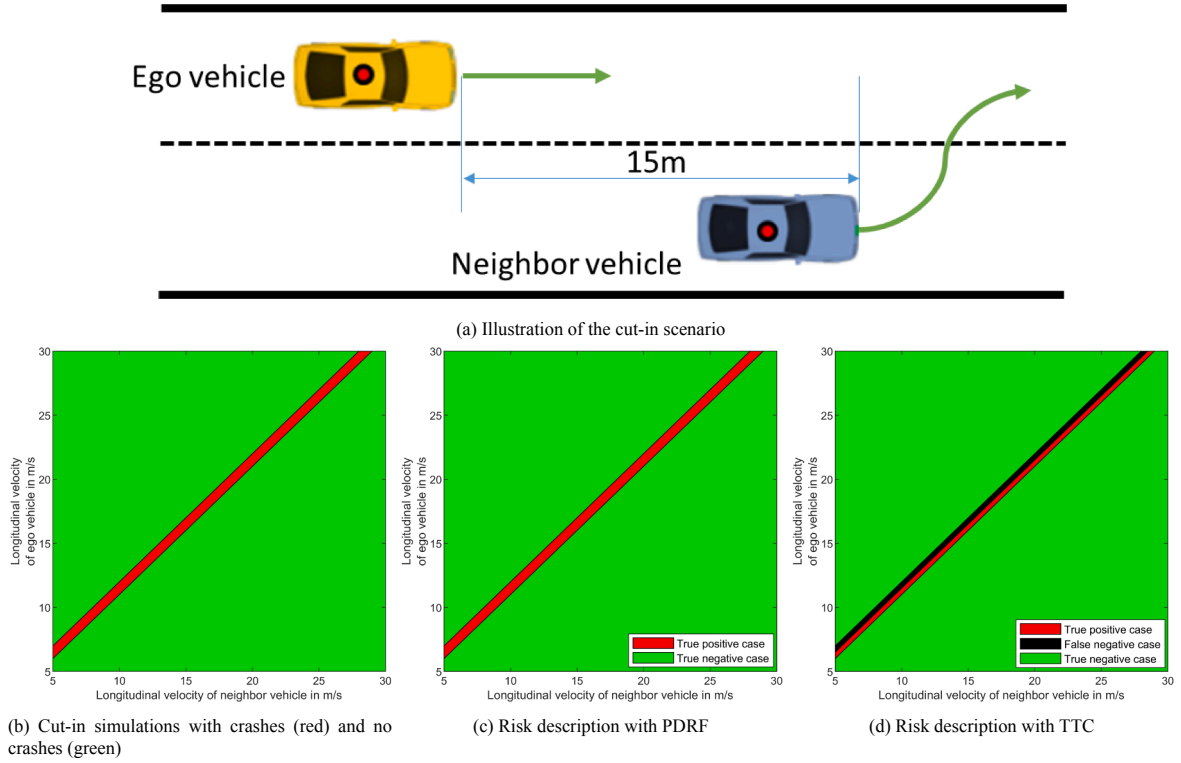 Ego vehicle
15m
Neighbor vehicle
(a) Illustration of the cut-in scenario
30
25
20
15
10
5
5
10
15
20
25
30
Longitudinal velocity
of ego vehicle in m/s
Longitudinal velocity of neighbor vehicle in m/s
(b) Cut-in simulations with crashes (red) and no
crashes (green)
30
25
20
15
10
5
5
10
15
20
25
30
Longitudinal velocity
of ego vehicle in m/s
True positive case
True negative case
Longitudinal velocity of neighbor vehicle in m/s
(c) Risk description with PDRF
30
25
20
15
10
5
5
10
15
20
25
30
Longitudinal velocity
of ego vehicle in m/s
True positive case
False negative case
True negative case
Longitudinal velocity of neighbor vehicle in m/s
(d) Risk description with TTC